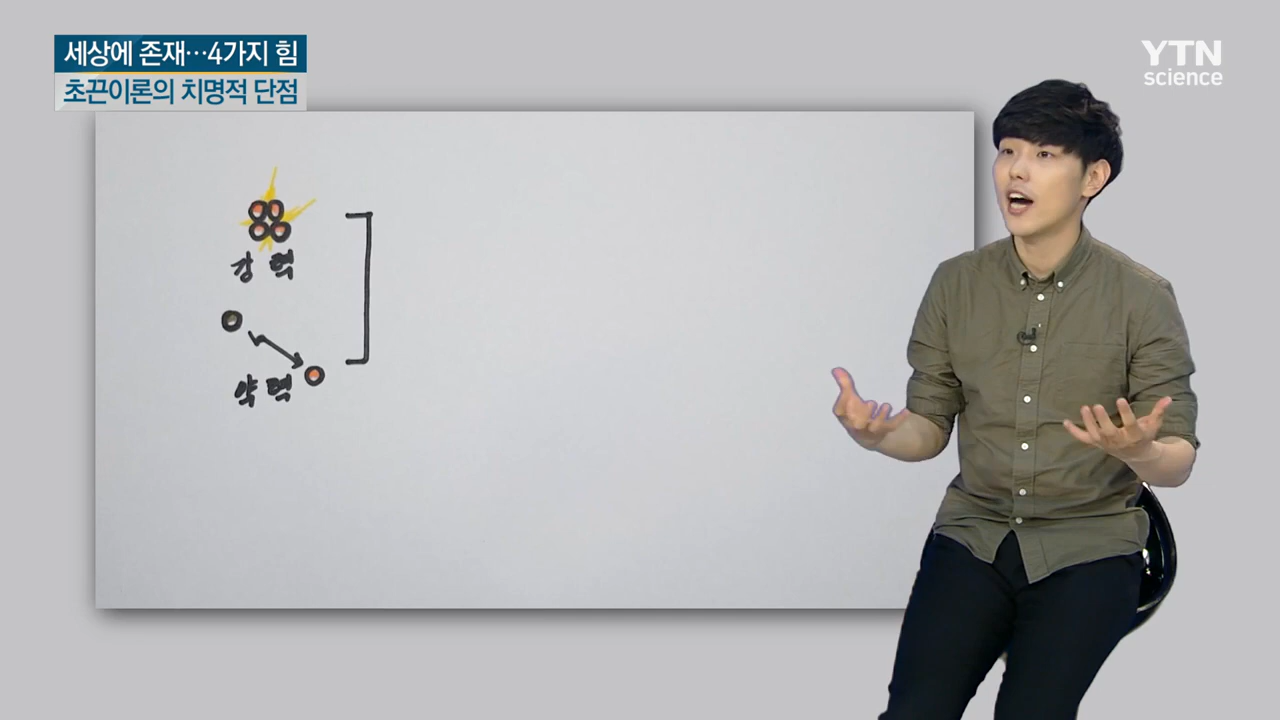 세상에 존재…4가지 힘
초끈이론의 치명적 단점
YTN
science
강력
약력